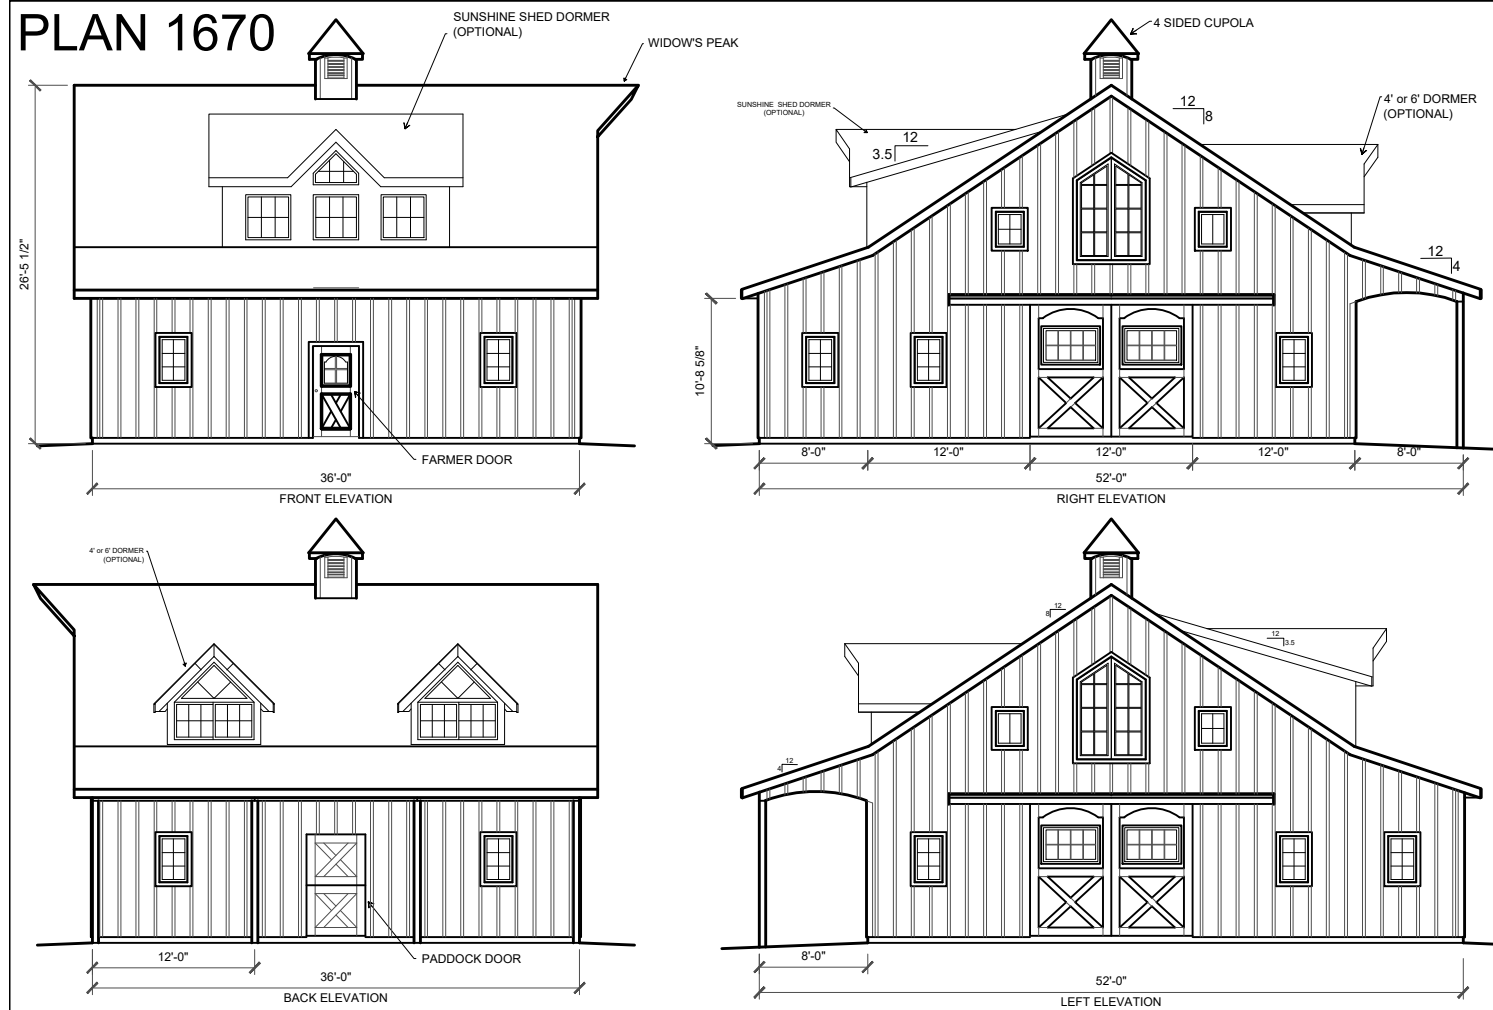 PLAN 1670
SUNSHINE SHED DORMER
(OPTIONAL)
WIDOW'S PEAK
26'-5 1/2"
FARMER DOOR
36'-0"
FRONT ELEVATION
4 SIDED CUPOLA
SUNSHINE SHED DORMER
(OPTIONAL)
12
3.5
12
8
4' or 6' DORMER
(OPTIONAL)
12
4
10'-8 5/8"
8'-0"
12'-0"
12'-0"
12'-0"
8'-0"
52'-0"
RIGHT ELEVATION
4' or 6' DORMER
(OPTIONAL)
PADDOCK DOOR
12'-0"
36'-0"
BACK ELEVATION
12
8
12
3.5
12
4
8'-0"
52'-0"
LEFT ELEVATION